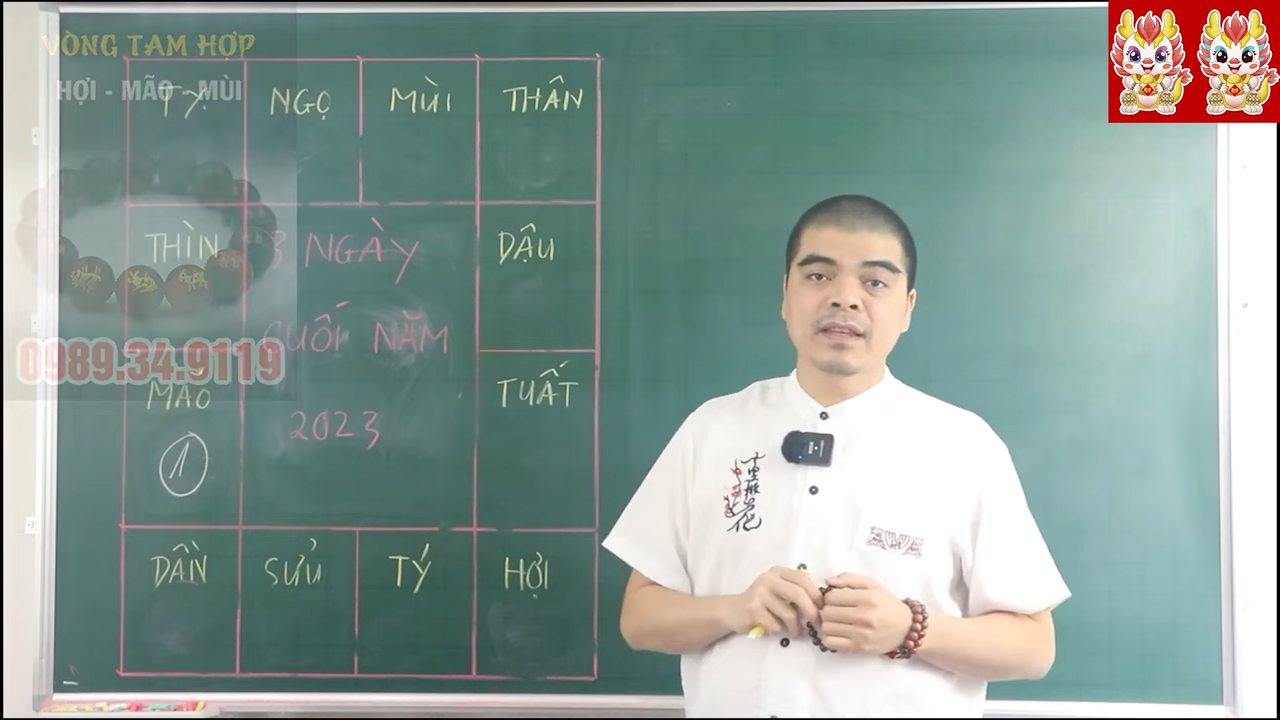 VÒNG TAM HỢP
HỢI - MÃO - MÙI
TỴ NGỌ MÙI THÂN
THÌN 3 NGÀY DẬU
CUỐI NĂM
0989.34.9119
MÃO 2023 TUẤT
1
DẦN SỬU TÝ HỢI